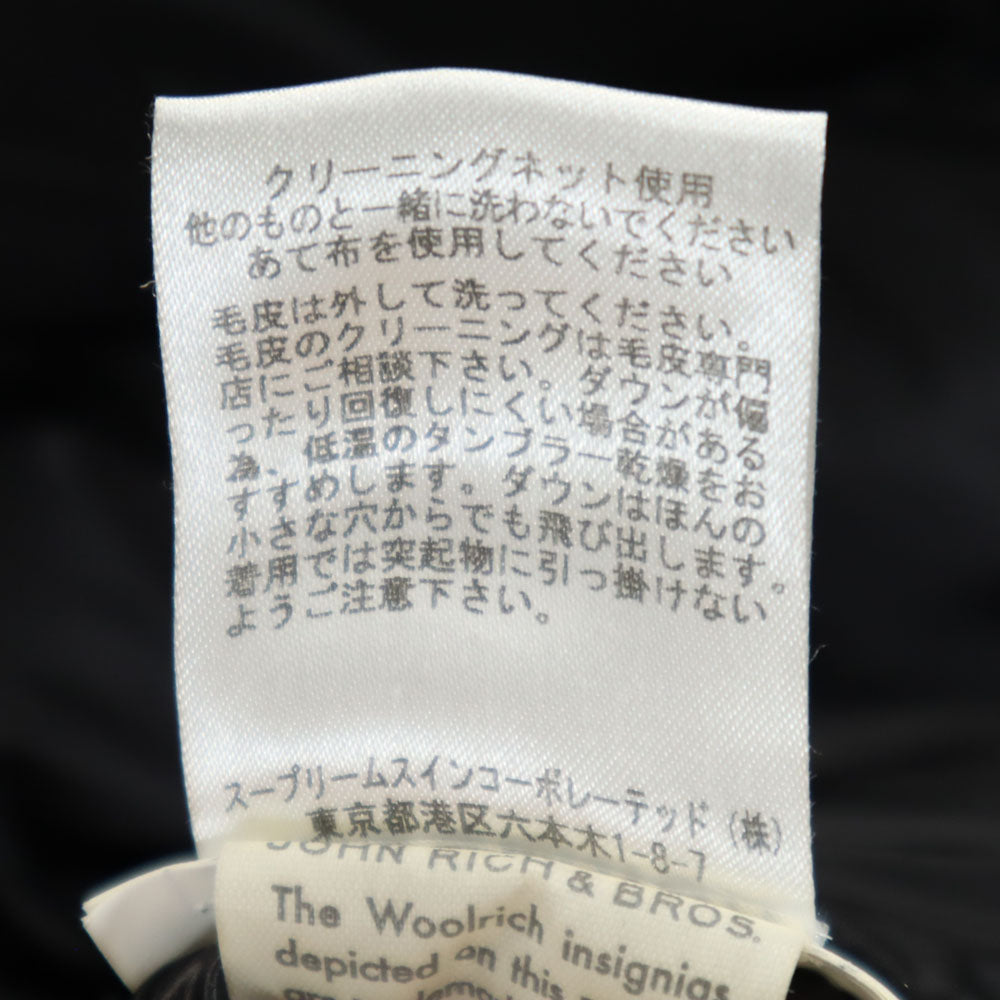 クリーニングネット使用
他のものと一緒に洗わないでください
あて布を使用してください
毛皮は外して洗ってください。
毛皮のクリーニングは毛皮専門
店にご相談下さい。ダウンが偏
ったり回復しにくい場合がある
為、低温のタンブラー乾燥をお
すすめします。ダウンはほんの
小さな穴からでも飛び出します。
着用では突起物に引っ掛けない
ようご注意下さい。
スープリームスインコーポレーテッド（株）
東京都港区六本木1-8-7
JOHN RICH & BROS.
The Woolrich insignias
depicted on this
are